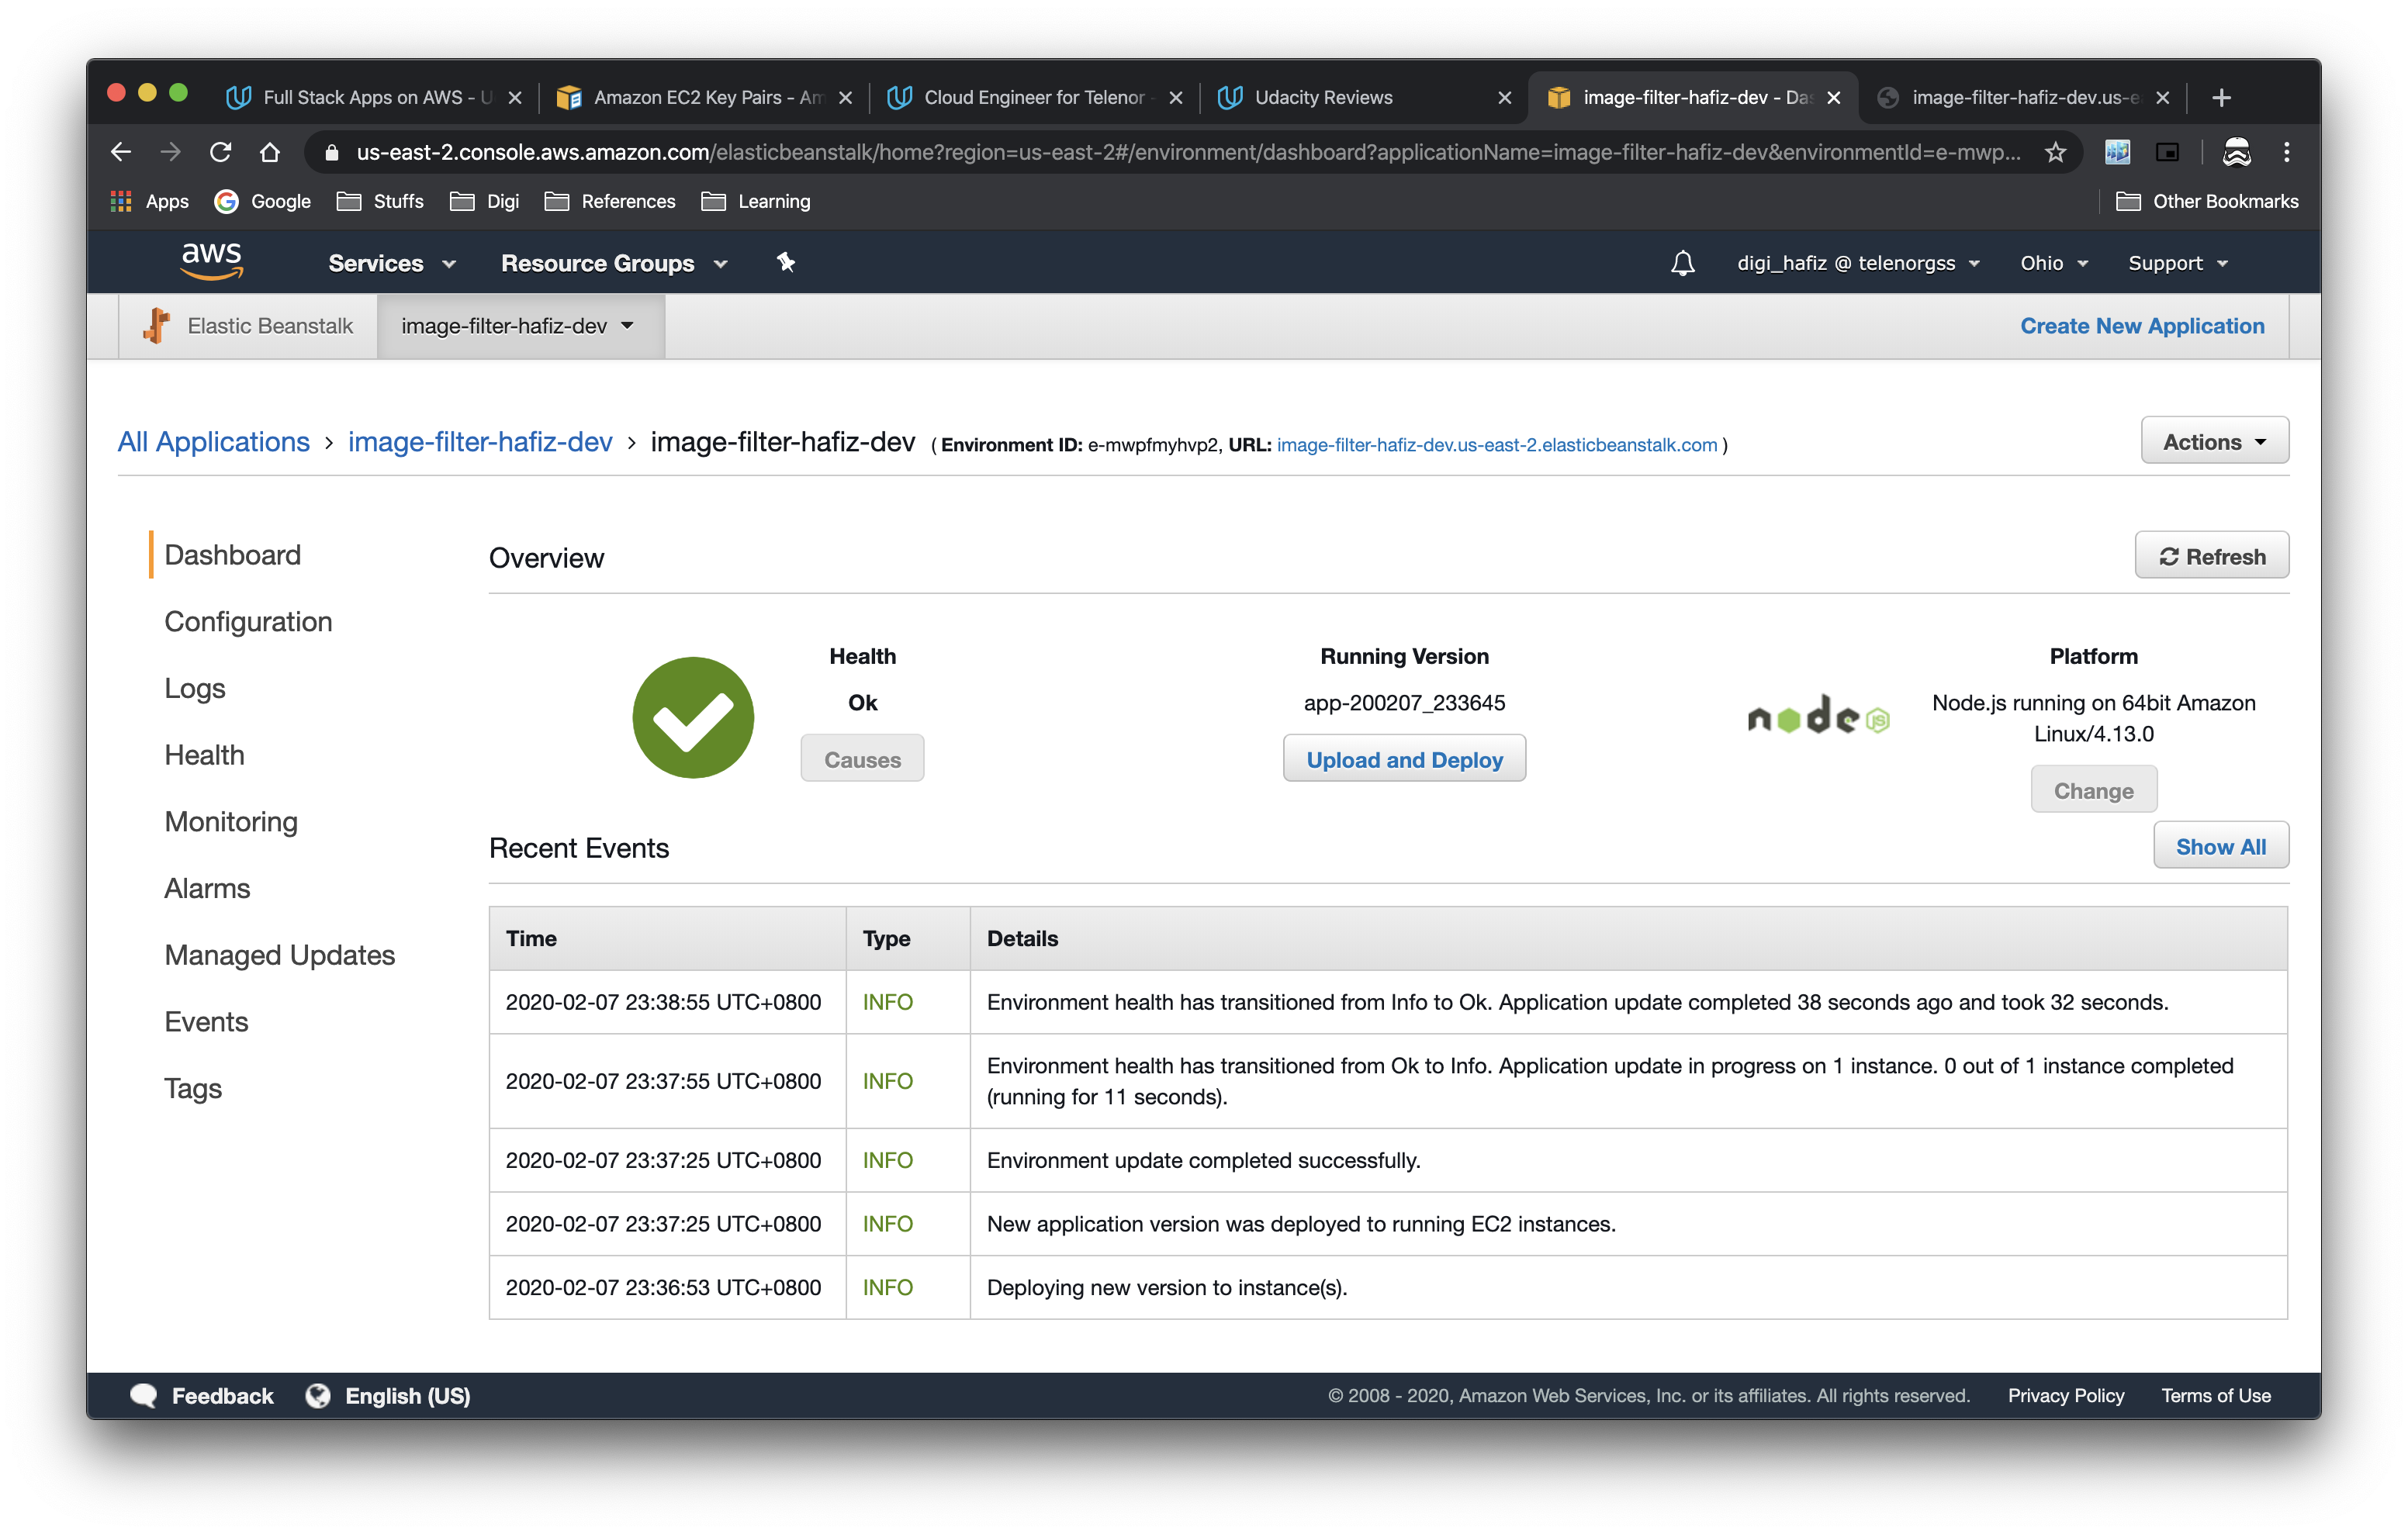 Full Stack Apps on AWS - U
Amazon EC2 Key Pairs - Am
Cloud Engineer for Telenor -
Udacity Reviews
image-filter-hafiz-dev - Da
image-filter-hafiz-dev.us-e
us-east-2.console.aws.amazon.com/elasticbeanstalk/home?region=us-east-2#/environment/dashboard?applicationName=image-filter-hafiz-dev&environmentId=e-mwp...
Apps
Google
Stuffs
Digi
References
Learning
Other Bookmarks
aws
Services
Resource Groups
digi_hafiz @ telenorgss
Ohio
Support
Elastic Beanstalk
image-filter-hafiz-dev
Create New Application
All Applications > image-filter-hafiz-dev > image-filter-hafiz-dev ( Environment ID: e-mwpfmyhvp2, URL: image-filter-hafiz-dev.us-east-2.elasticbeanstalk.com )
Actions
Dashboard
Configuration
Logs
Health
Monitoring
Alarms
Managed Updates
Events
Tags
Overview
Refresh
Health
Ok
Causes
Running Version
app-200207_233645
Upload and Deploy
node JS
Platform
Node.js running on 64bit Amazon
Linux/4.13.0
Change
Recent Events
Show All
Time Type Details
2020-02-07 23:38:55 UTC+0800 INFO Environment health has transitioned from Info to Ok. Application update completed 38 seconds ago and took 32 seconds.
2020-02-07 23:37:55 UTC+0800 INFO Environment health has transitioned from Ok to Info. Application update in progress on 1 instance. 0 out of 1 instance completed
(running for 11 seconds).
2020-02-07 23:37:25 UTC+0800 INFO Environment update completed successfully.
2020-02-07 23:37:25 UTC+0800 INFO New application version was deployed to running EC2 instances.
2020-02-07 23:36:53 UTC+0800 INFO Deploying new version to instance(s).
Feedback
English (US)
© 2008 - 2020, Amazon Web Services, Inc. or its affiliates. All rights reserved.
Privacy Policy
Terms of Use